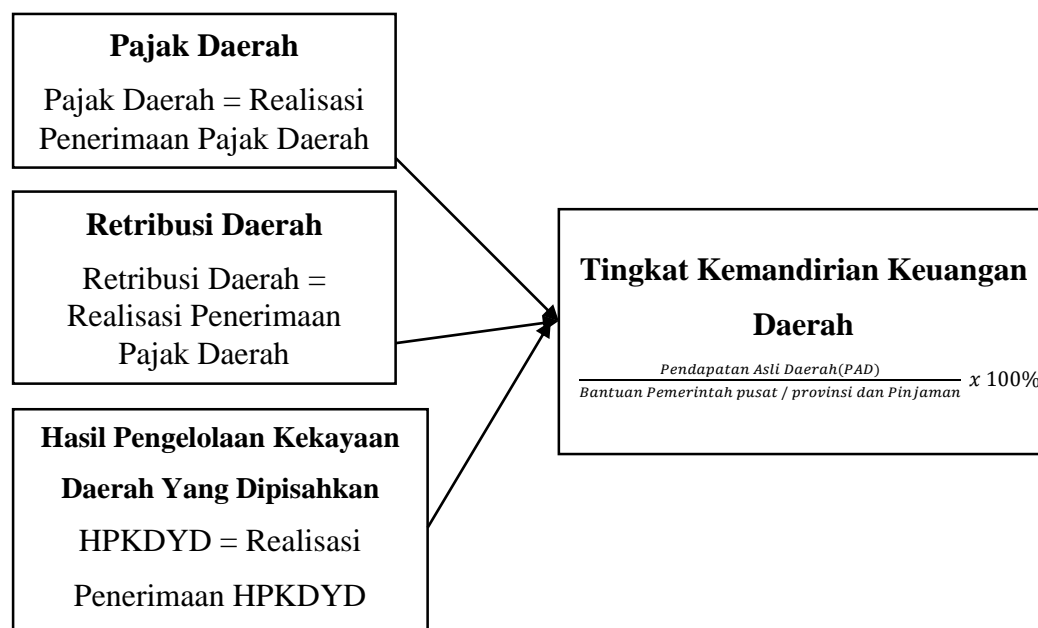 Pajak Daerah
Pajak Daerah = Realisasi
Penerimaan Pajak Daerah
Retribusi Daerah
Retribusi Daerah =
Realisasi Penerimaan
Pajak Daerah
Hasil Pengelolaan Kekayaan
Daerah Yang Dipisahkan
HPKDYD = Realisasi
Penerimaan HPKDYD
Tingkat Kemandirian Keuangan
Daerah
Pendapatan Asli Daerah(PAD)
Bantuan Pemerintah pusat / provinsi dan Pinjaman x 100%